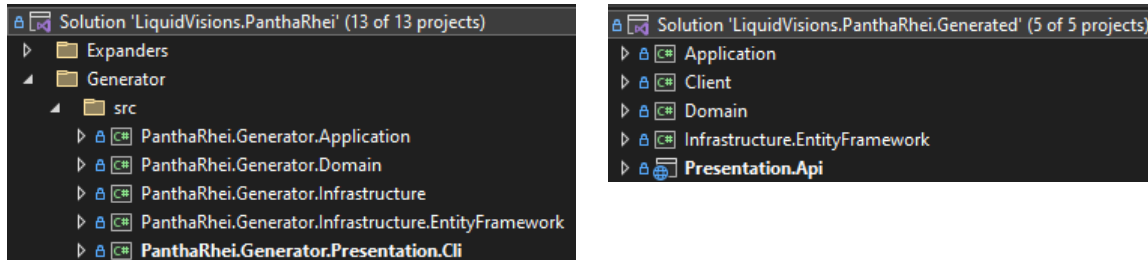 Solution 'LiquidVisions.PanthaRhei' (13 of 13 projects)
Expanders
Generator
src
C# PanthaRhei.Generator.Application
C# PanthaRhei.Generator.Domain
C# PanthaRhei.Generator.Infrastructure
C# PanthaRhei.Generator.Infrastructure.EntityFramework
C# PanthaRhei.Generator.Presentation.Cli
Solution 'LiquidVisions.PanthaRhei.Generated' (5 of 5 projects)
C# Application
C# Client
C# Domain
C# Infrastructure.EntityFramework
Presentation.Api